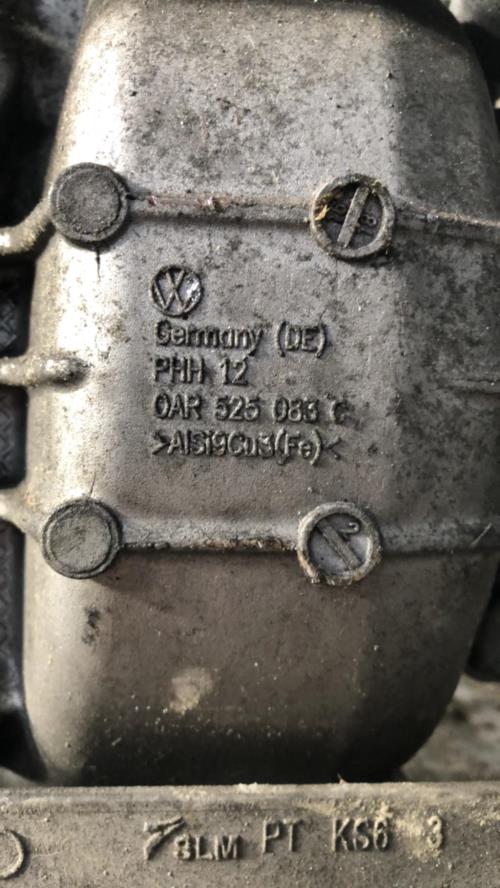 Germany (DE)
PHH 12
0AR 525 083 C
>AlSi9Cu3(Fe)<
3LM PT KS6 3